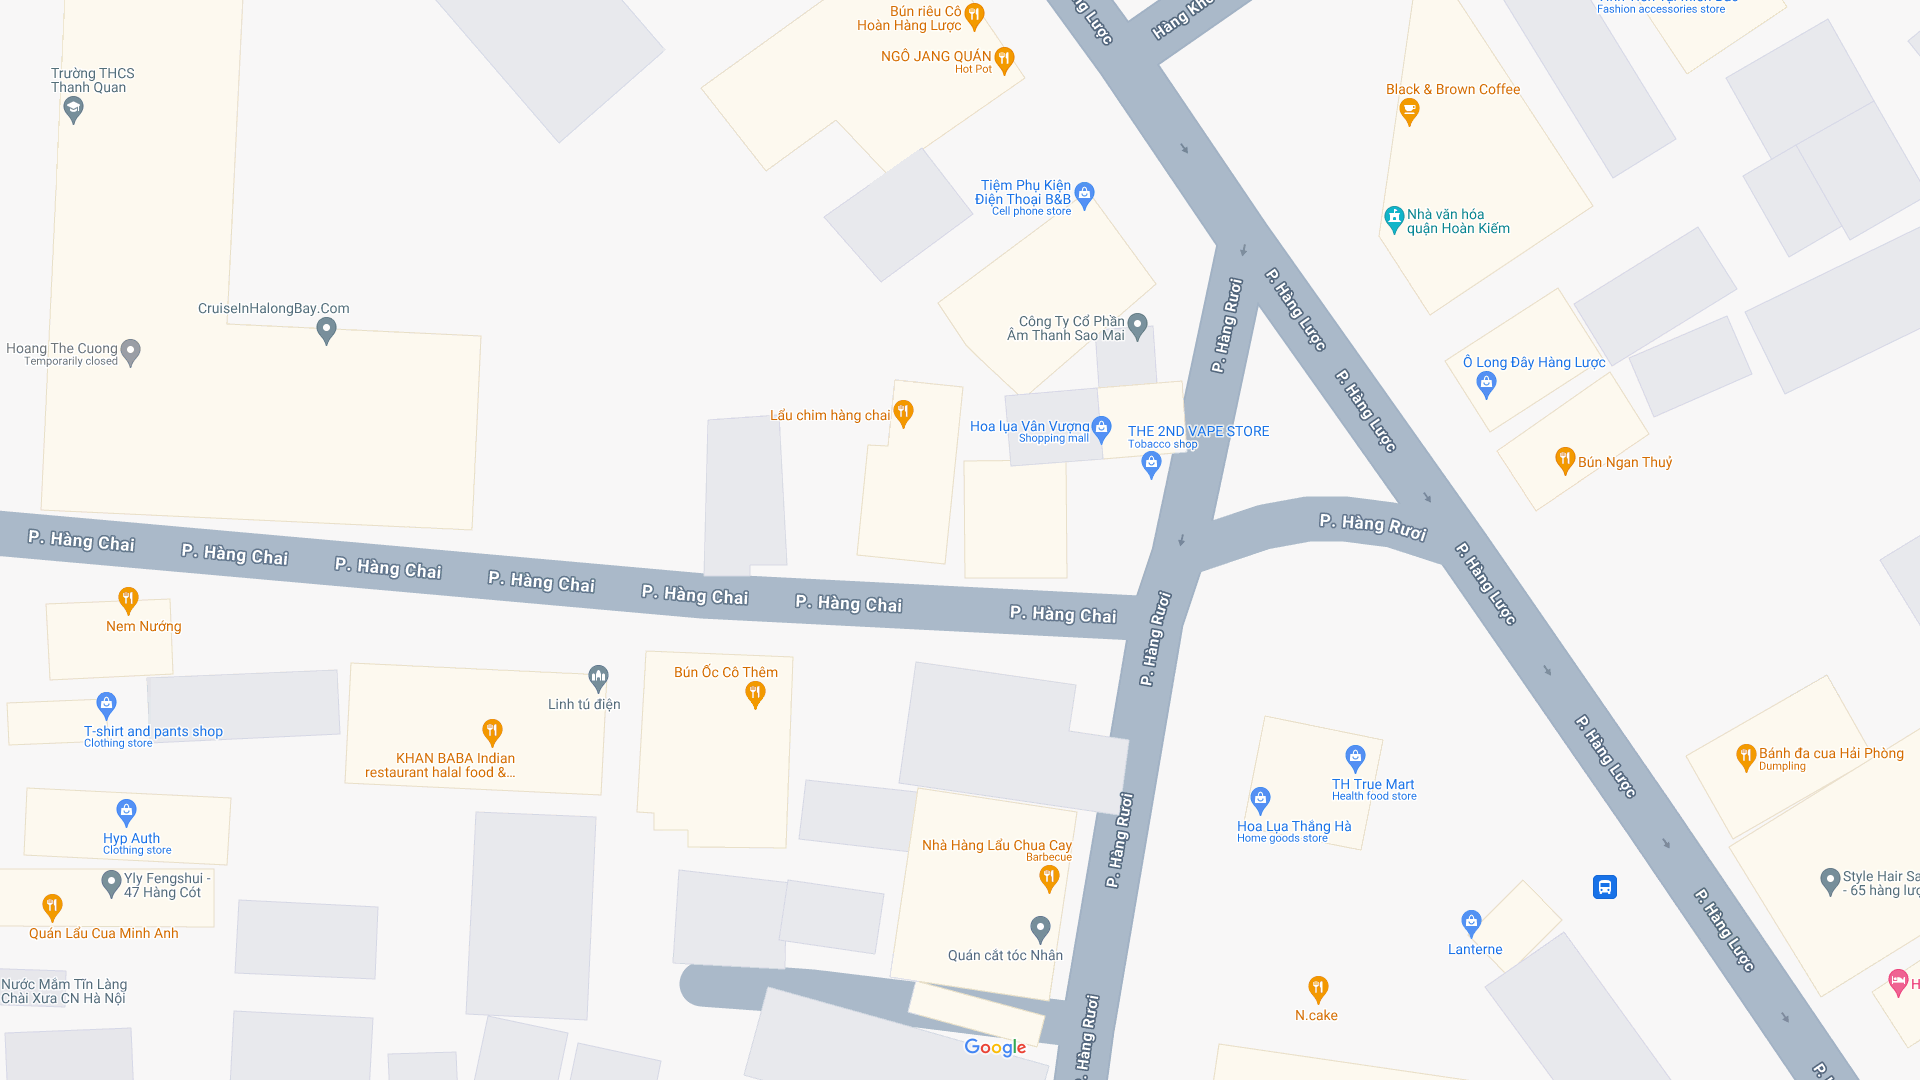 Bún riêu Cô
Hoàn Hàng Lược
NGÔ JANG QUÁN
Hot Pot
Fashion accessories store
Trường THCS
Thanh Quan
Black & Brown Coffee
Tiệm Phụ Kiện
Điện Thoại B&B
Cell phone store
Nhà văn hóa
quận Hoàn Kiếm
CruiseInHalongBay.Com
Hoang The Cuong
Temporarily closed
Công Ty Cổ Phần
Âm Thanh Sao Mai
P. Hàng Rươi
P. Hàng Lược
Ô Long Đây Hàng Lược
P. Hàng Lược
Lẩu chim hàng chai
Hoa lụa Vân Vượng
Shopping mall
THE 2ND VAPE STORE
Tobacco shop
Bún Ngan Thuỷ
P. Hàng Rươi
P. Hàng Chai
P. Hàng Chai
P. Hàng Chai
P. Hàng Chai
P. Hàng Chai
P. Hàng Chai
P. Hàng Chai
P. Hàng Rươi
P. Hàng Lược
Nem Nướng
Bún Ốc Cô Thêm
Linh tú điện
T-shirt and pants shop
Clothing store
KHAN BABA Indian
restaurant halal food &...
P. Hàng Lược
Bánh đa cua Hải Phòng
Dumpling
TH True Mart
Health food store
Hoa Lụa Thắng Hà
Home goods store
Hyp Auth
Clothing store
P. Hàng Rươi
Nhà Hàng Lẩu Chua Cay
Barbecue
Yly Fengshui -
47 Hàng Cót
Style Hair Sa
- 65 hàng lượ
Quán Lẩu Cua Minh Anh
P. Hàng Lược
Lanterne
Quán cắt tóc Nhân
Nước Mắm Tĩn Làng
Chài Xưa CN Hà Nội
N.cake
P. Hàng Rươi
Google